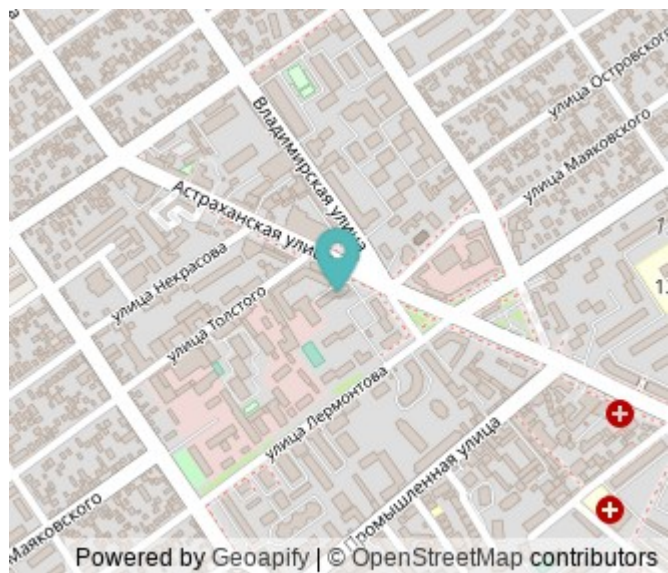 улица Островского
Владимирская улица
улица Маяковского
Астраханская ули
улица Некрасова
улица Толстого
улица Лермонтова
Промышленная улица
Маяковского
Powered by Geoapify | © OpenStreetMap contributors